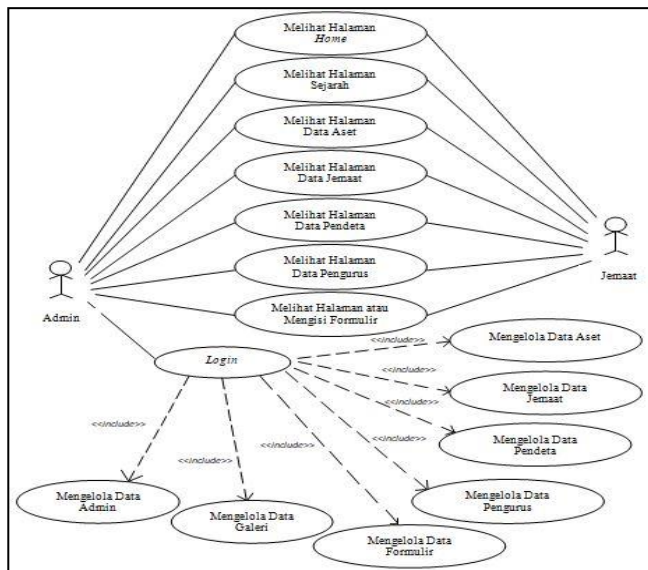 Melihat Halaman
Home
Melihat Halaman
Sejarah
Melihat Halaman
Data Aset
Melihat Halaman
Data Jemaat
Melihat Halaman
Data Pendeta
Melihat Halaman
Data Pengurus
Melihat Halaman atau
Mengisi Formulir
Admin
Jemaat
Login
<<include>>
Mengelola Data Aset
<<include>>
Mengelola Data
Jemaat
<<include>>
Mengelola Data
Pendeta
<<include>>
Mengelola Data
Pengurus
<<include>>
Mengelola Data
Formulir
<<include>>
Mengelola Data
Galeri
<<include>>
Mengelola Data
Admin